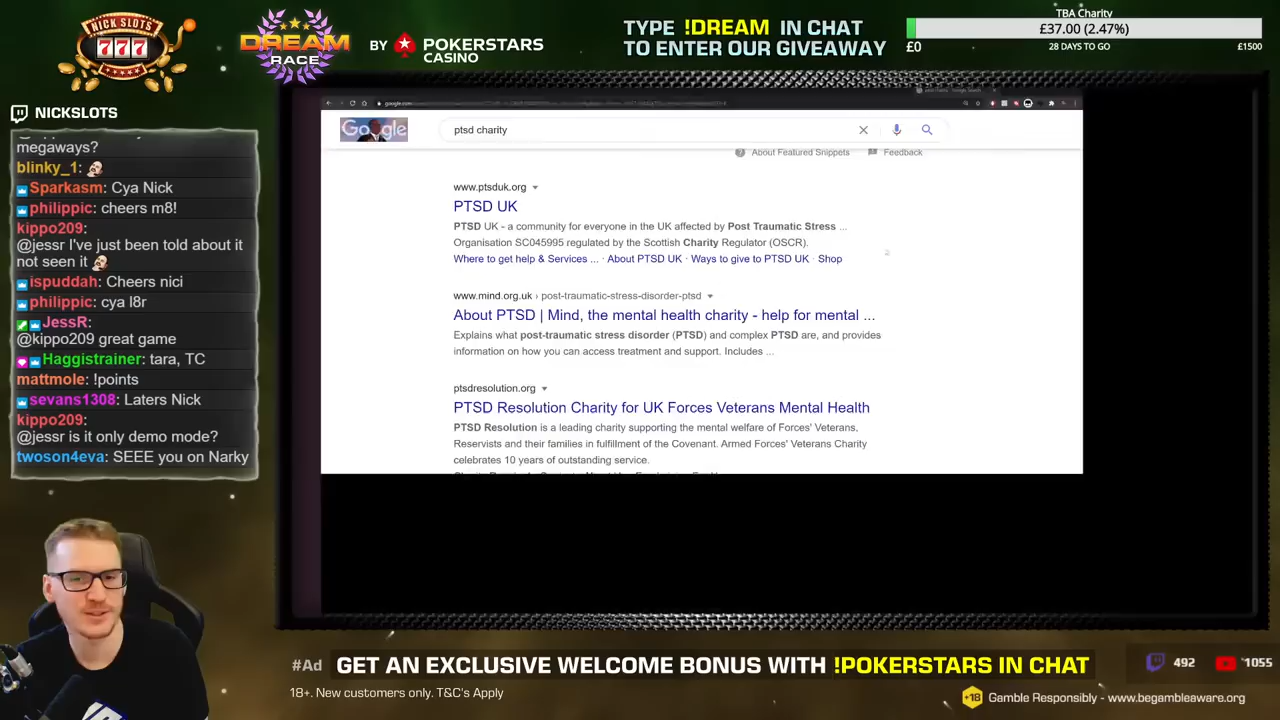 NICK SLOTS
777
DREAM
RACE
BY POKERSTARS
CASINO
TYPE !DREAM IN CHAT
TO ENTER OUR GIVEAWAY
TBA Charity
£37.00 (2.47%)
£0 28 DAYS TO GO £1500
NICKSLOTS
megaways?
blinky_1:
Sparkasm: Cya Nick
philippic: cheers m8!
kippo209:
@jessr I've just been told about it
not seen it
ispuddah: Cheers nici
philippic: cya l8r
JessR:
@kippo209 great game
Haggistrainer: tara, TC
mattmole: !points
sevans1308: Laters Nick
kippo209:
@jessr is it only demo mode?
twoson4eva: SEEE you on Narky
google.com
Google
ptsd charity
About Featured Snippets Feedback
www.ptsduk.org
PTSD UK
PTSD UK - a community for everyone in the UK affected by Post Traumatic Stress ...
Organisation SC045995 regulated by the Scottish Charity Regulator (OSCR).
Where to get help & Services ... · About PTSD UK · Ways to give to PTSD UK · Shop
www.mind.org.uk › post-traumatic-stress-disorder-ptsd
About PTSD | Mind, the mental health charity - help for mental ...
Explains what post-traumatic stress disorder (PTSD) and complex PTSD are, and provides
information on how you can access treatment and support. Includes ...
ptsdresolution.org
PTSD Resolution Charity for UK Forces Veterans Mental Health
PTSD Resolution is a leading charity supporting the mental welfare of Forces' Veterans,
Reservists and their families in fulfillment of the Covenant. Armed Forces' Veterans Charity
celebrates 10 years of outstanding service.
#Ad GET AN EXCLUSIVE WELCOME BONUS WITH !POKERSTARS IN CHAT
18+. New customers only. T&C's Apply
492 1055
+18 Gamble Responsibly - www.begambleaware.org